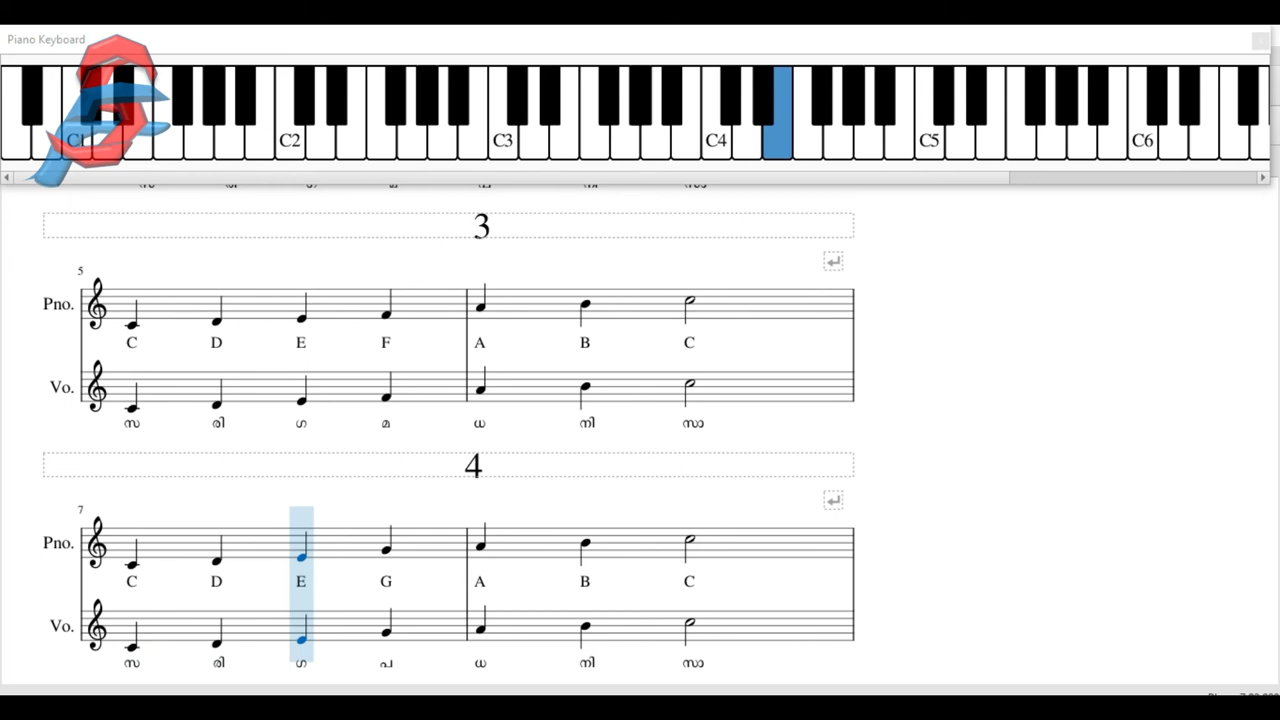 Piano Keyboard
C1 C2 C3 C4 C5 C6
3
5
Pno.
C D E F A B C
Vo.
സ രി ഗ മ ധ നി സാ
4
7
Pno.
C D E G A B C
Vo.
സ രി ഗ പ ധ നി സാ